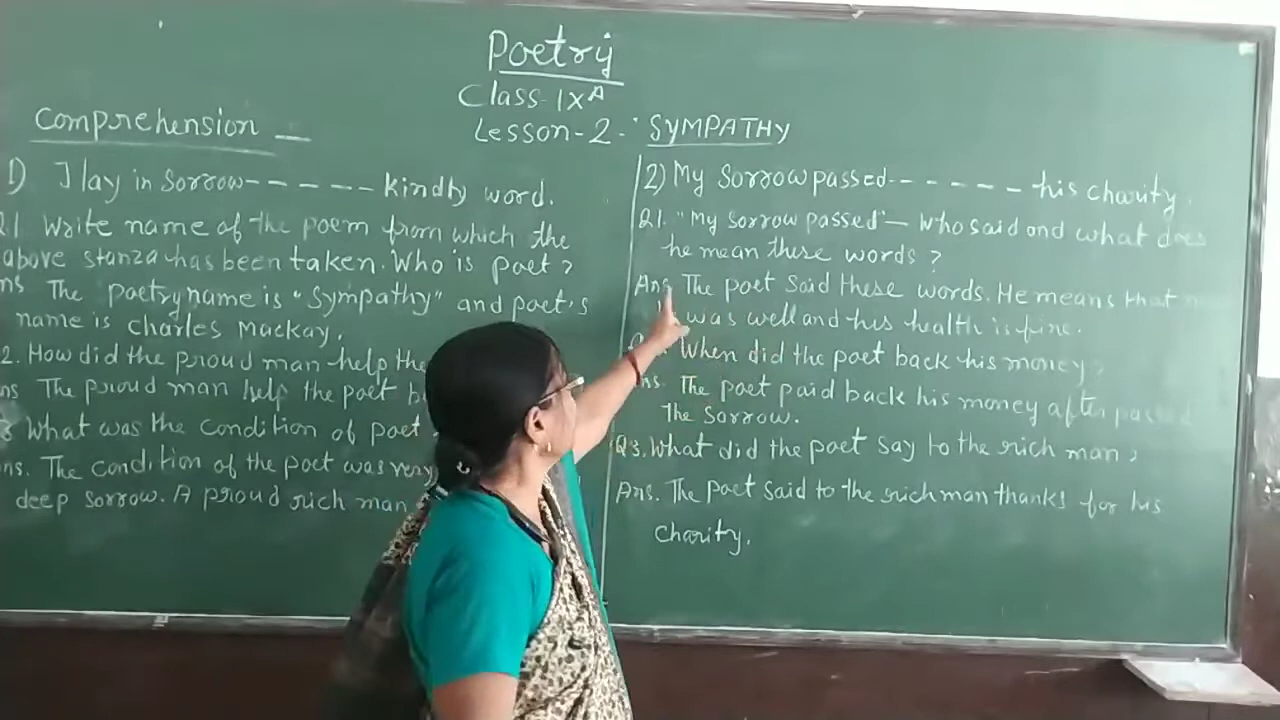 Poetry
Class-IX A
Lesson-2-: SYMPATHY
Comprehension —
1) I lay in Sorrow------ kindly word.
Q1 Write name of the poem from which the
above stanza has been taken. Who is poet?
ns The poetry name is "Sympathy" and poet's
name is Charles Mackay.
2. How did the proud man help the
ns The proud man help the poet b
3 What was the condition of poet
ns. The condition of the poet was very
deep sorrow. A proud rich man
2) My Sorrow passed------- his charity.
Q1. "My sorrow passed"— Who said and what does
he mean these words?
Ans The poet said these words. He means that
was well and his health is fine.
When did the poet back his money?
ns. The poet paid back his money after passed
the sorrow.
Q3. What did the poet say to the rich man?
Ans. The poet said to the rich man thanks for his
charity.